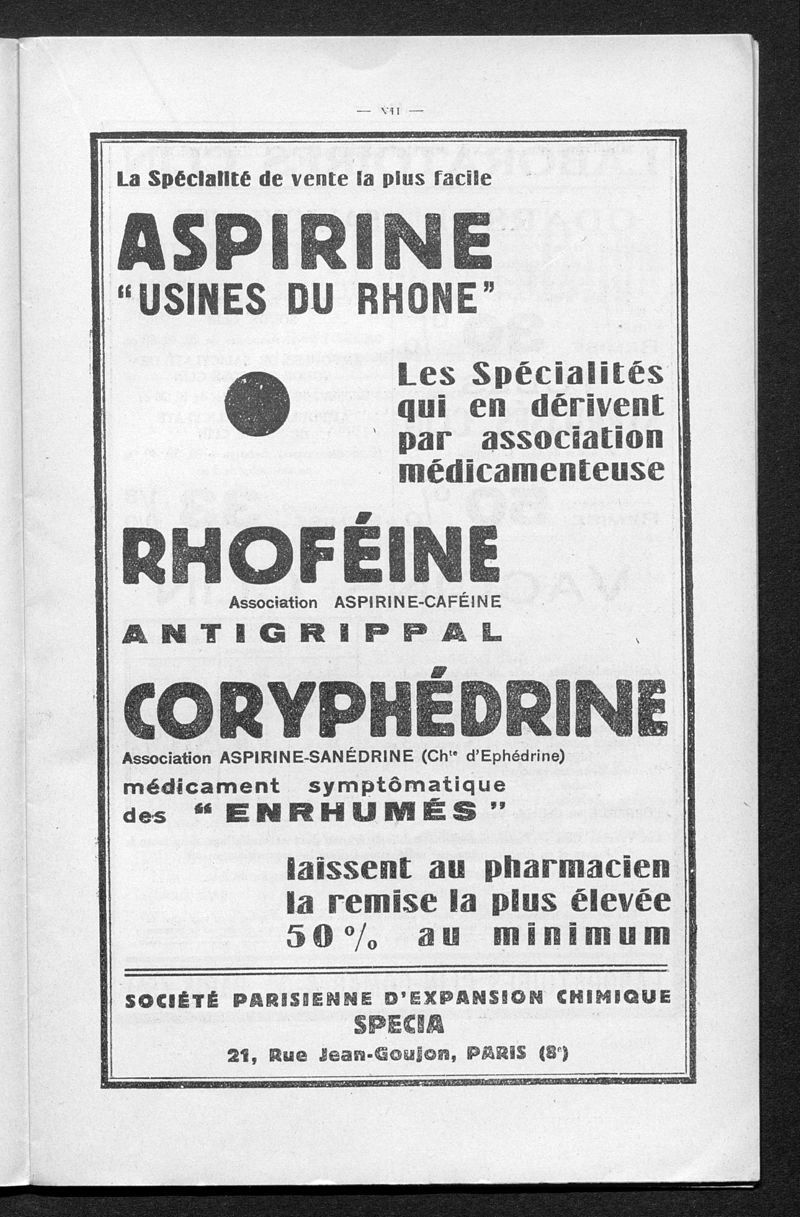 — VII —
La Spécialité de vente la plus facile
ASPIRINE
“USINES DU RHONE”
Les Spécialités
qui en dérivent
par association
médicamenteuse
RHOFÉINE
Association ASPIRINE-CAFÉINE
ANTIGRIPPAL
CORYPHÉDRINE
Association ASPIRINE-SANÉDRINE (Chte d'Ephédrine)
médicament symptômatique
des “ENRHUMÉS”
laissent au pharmacien
la remise la plus élevée
50% au minimum
SOCIÉTÉ PARISIENNE D'EXPANSION CHIMIQUE
SPECIA
21, Rue Jean-Goujon, PARIS (8e)